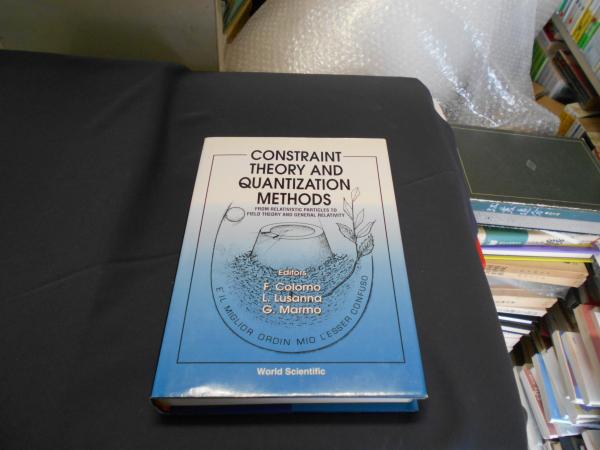 CONSTRAINT
THEORY AND
QUANTIZATION
METHODS
FROM RELATIVISTIC PARTICLES TO
FIELD THEORY AND GENERAL RELATIVITY
Editors
F. Colomo
L. Lusanna
G. Marmo
E IL MIGLIOR ORDIN MIO L'ESSER CONFUSO
World Scientific